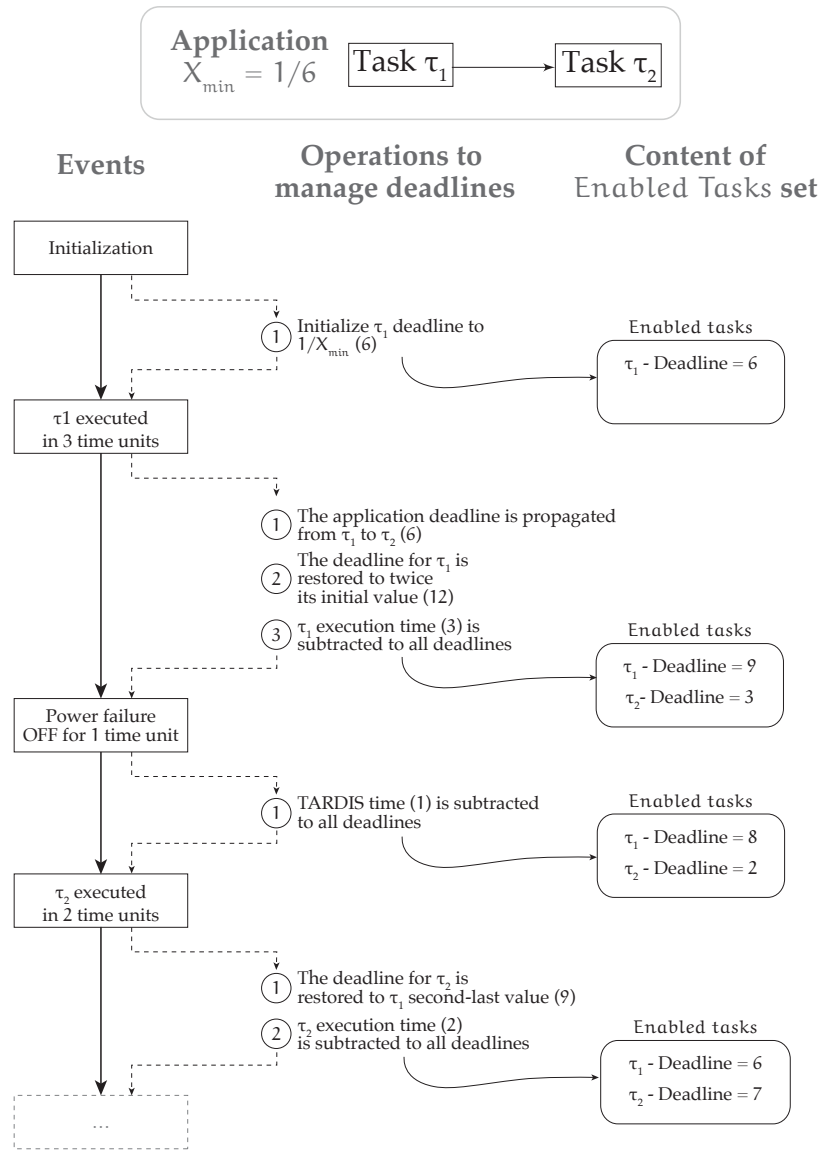 Application
X_min = 1/6
Task τ₁
Task τ₂
Events
Operations to
manage deadlines
Content of
Enabled Tasks set
Initialization
1
Initialize τ₁ deadline to
1/X_min (6)
Enabled tasks
τ₁ - Deadline = 6
τ1 executed
in 3 time units
1
The application deadline is propagated
from τ₁ to τ₂ (6)
2
The deadline for τ₁ is
restored to twice
its initial value (12)
3
τ₁ execution time (3) is
subtracted to all deadlines
Enabled tasks
τ₁ - Deadline = 9
τ₂- Deadline = 3
Power failure
OFF for 1 time unit
1
TARDIS time (1) is subtracted
to all deadlines
Enabled tasks
τ₁ - Deadline = 8
τ₂ - Deadline = 2
τ₂ executed
in 2 time units
1
The deadline for τ₂ is
restored to τ₁ second-last value (9)
2
τ₂ execution time (2)
is subtracted to all deadlines
Enabled tasks
τ₁ - Deadline = 6
τ₂ - Deadline = 7
...